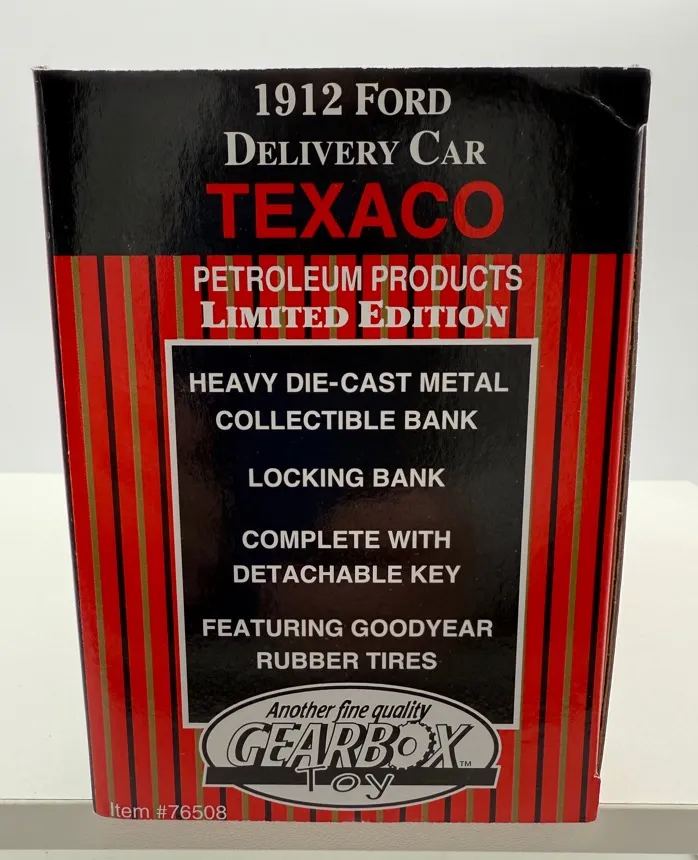 1912 FORD
DELIVERY CAR
TEXACO
PETROLEUM PRODUCTS
LIMITED EDITION
HEAVY DIE-CAST METAL
COLLECTIBLE BANK
LOCKING BANK
COMPLETE WITH
DETACHABLE KEY
FEATURING GOODYEAR
RUBBER TIRES
Another fine quality
GEARBOX TM
Toy
Item #76508